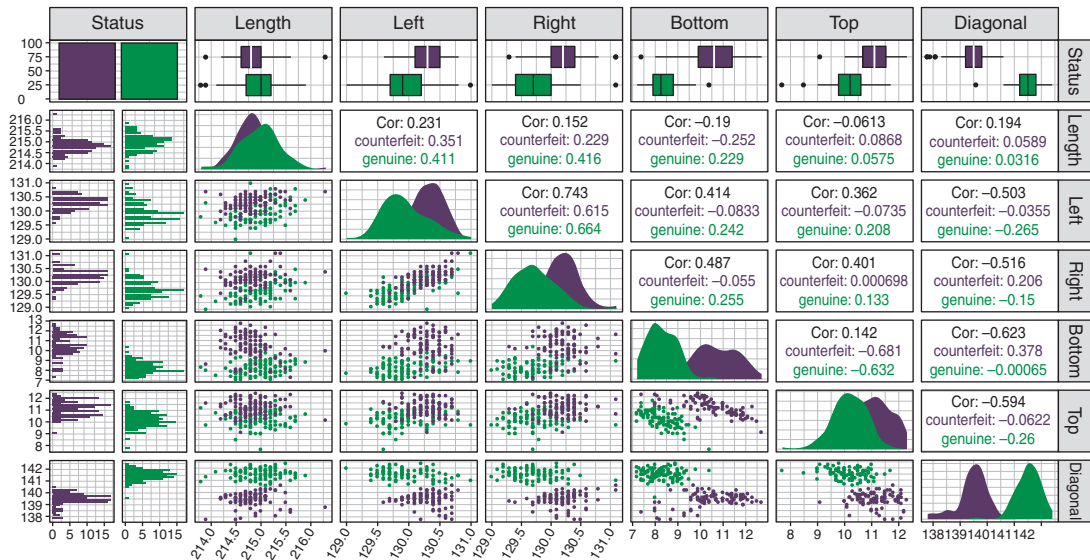 Status Length Left Right Bottom Top Diagonal
100
75
50
25
0
Status
216.0
215.5
215.0
214.5
214.0
Cor: 0.231
counterfeit: 0.351
genuine: 0.411
Cor: 0.152
counterfeit: 0.229
genuine: 0.416
Cor: −0.19
counterfeit: −0.252
genuine: 0.229
Cor: −0.0613
counterfeit: 0.0868
genuine: 0.0575
Cor: 0.194
counterfeit: 0.0589
genuine: 0.0316
Length
131.0
130.5
130.0
129.5
129.0
Cor: 0.743
counterfeit: 0.615
genuine: 0.664
Cor: 0.414
counterfeit: −0.0833
genuine: 0.242
Cor: 0.362
counterfeit: −0.0735
genuine: 0.208
Cor: −0.503
counterfeit: −0.0355
genuine: −0.265
Left
131.0
130.5
130.0
129.5
129.0
Cor: 0.487
counterfeit: −0.055
genuine: 0.255
Cor: 0.401
counterfeit: 0.000698
genuine: 0.133
Cor: −0.516
counterfeit: 0.206
genuine: −0.15
Right
13
12
11
10
9
8
7
Cor: 0.142
counterfeit: −0.681
genuine: −0.632
Cor: −0.623
counterfeit: 0.378
genuine: −0.00065
Bottom
12
11
10
9
8
Cor: −0.594
counterfeit: −0.0622
genuine: −0.26
Top
142
141
140
139
138
Diagonal
0 5 1015 0 5 1015 214.0 214.5 215.0 215.5 216.0 129.0 129.5 130.0 130.5 131.0 129.0 129.5 130.0 130.5 131.0 7 8 9 10 11 12 13 8 9 10 11 12 138139140141142